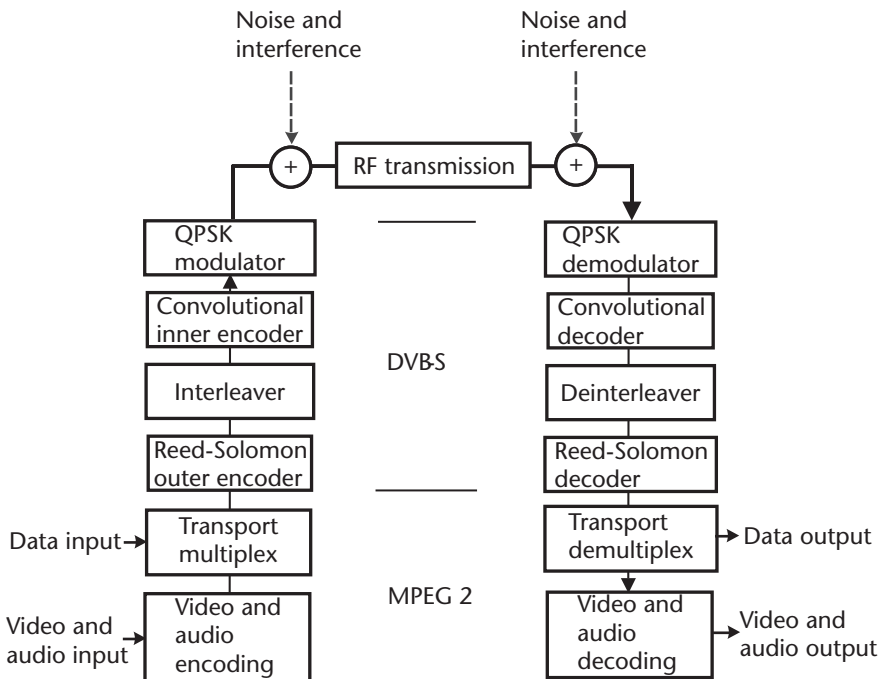 Noise and
interference
Noise and
interference
+
RF transmission
+
QPSK
modulator
QPSK
demodulator
Convolutional
inner encoder
Convolutional
decoder
DVB-S
Interleaver
Deinterleaver
Reed-Solomon
outer encoder
Reed-Solomon
decoder
Data input
Transport
multiplex
Transport
demultiplex
Data output
MPEG 2
Video and
audio input
Video and
audio
encoding
Video and
audio
decoding
Video and
audio output